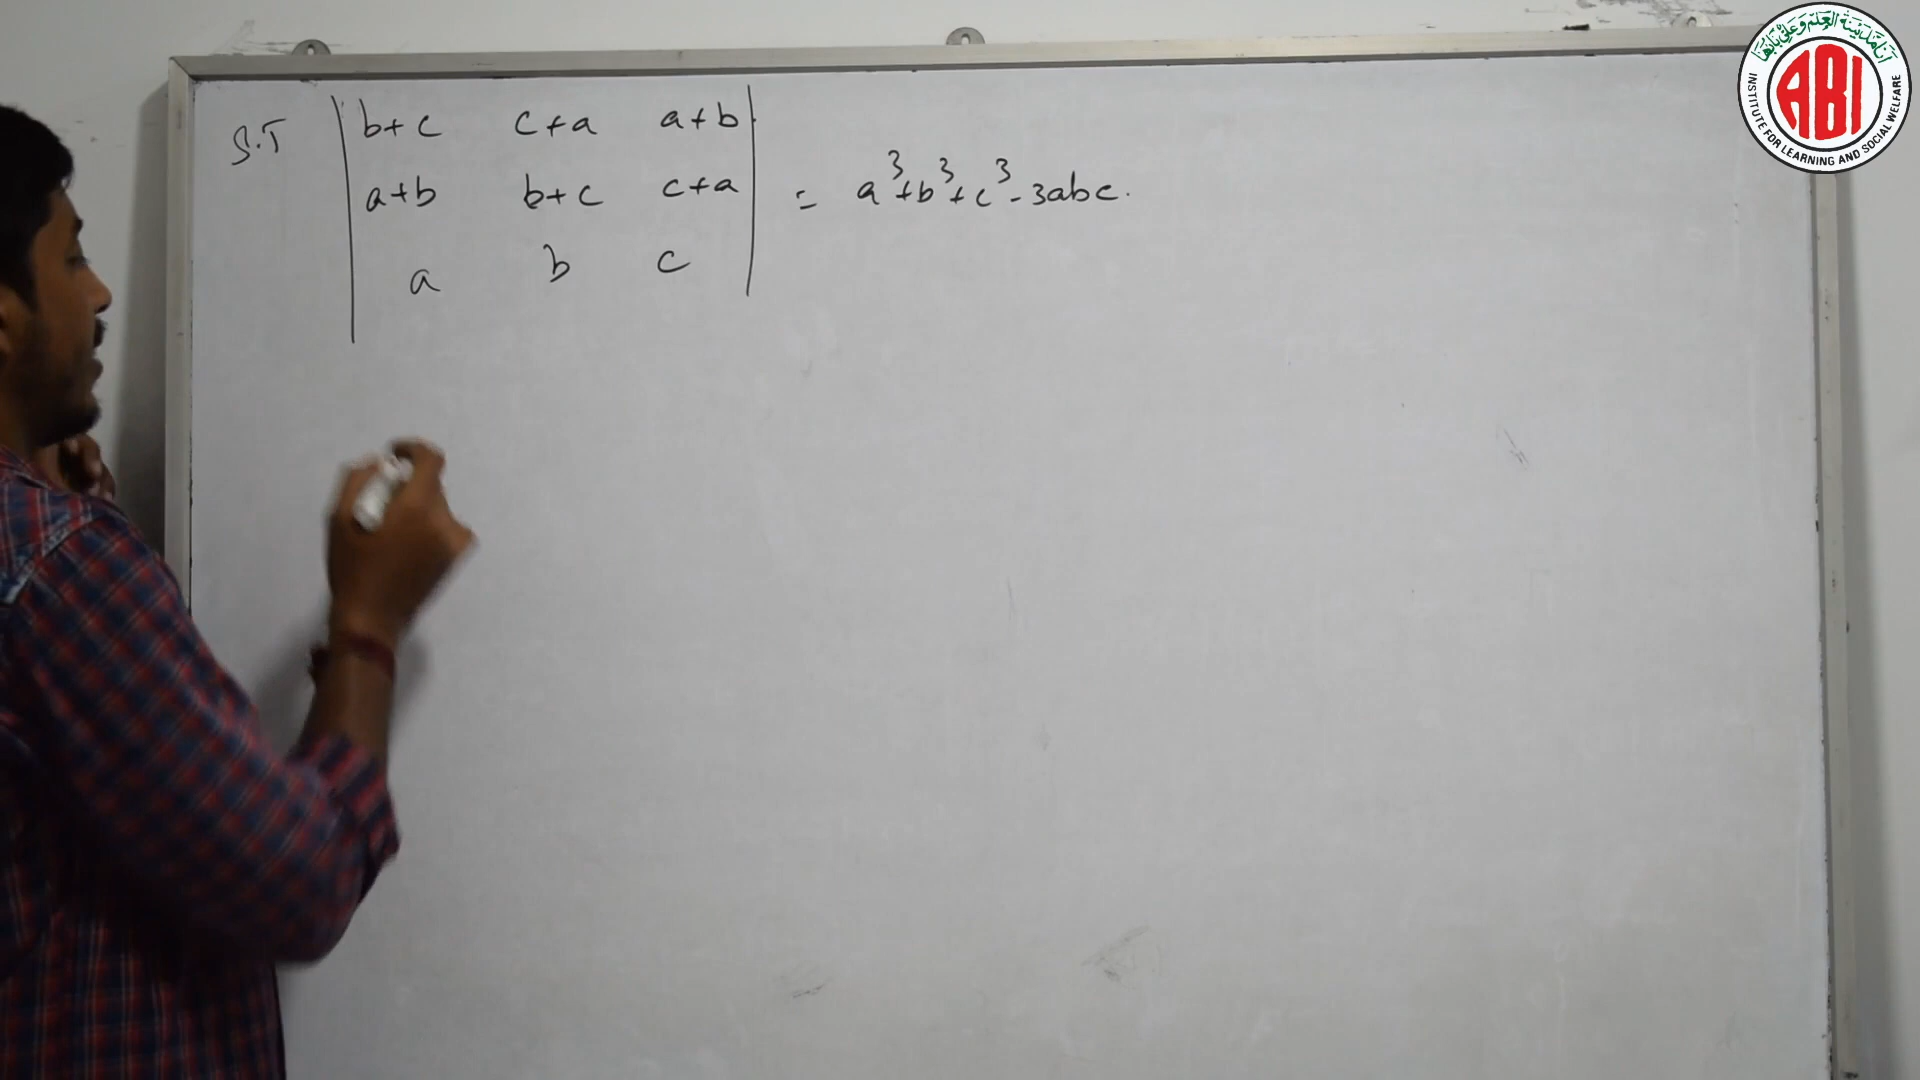 S.T | b+c c+a a+b |
| a+b b+c c+a | = a³+b³+c³-3abc.
| a b c |
ABI
INSTITUTE FOR LEARNING AND SOCIAL WELFARE